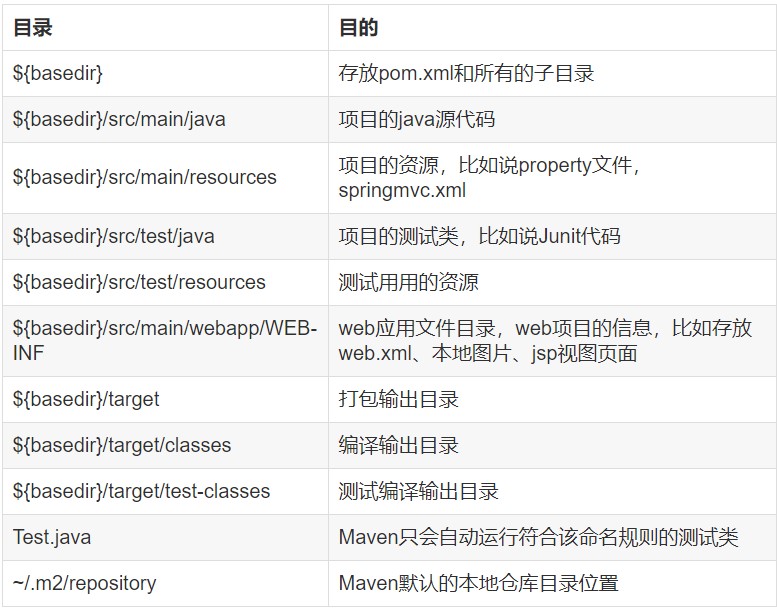 目录 目的
${basedir} 存放pom.xml和所有的子目录
${basedir}/src/main/java 项目的java源代码
${basedir}/src/main/resources 项目的资源，比如说property文件，
springmvc.xml
${basedir}/src/test/java 项目的测试类，比如说Junit代码
${basedir}/src/test/resources 测试用用的资源
${basedir}/src/main/webapp/WEB-
INF
web应用文件目录，web项目的信息，比如存放
web.xml、本地图片、jsp视图页面
${basedir}/target 打包输出目录
${basedir}/target/classes 编译输出目录
${basedir}/target/test-classes 测试编译输出目录
Test.java Maven只会自动运行符合该命名规则的测试类
~/.m2/repository Maven默认的本地仓库目录位置